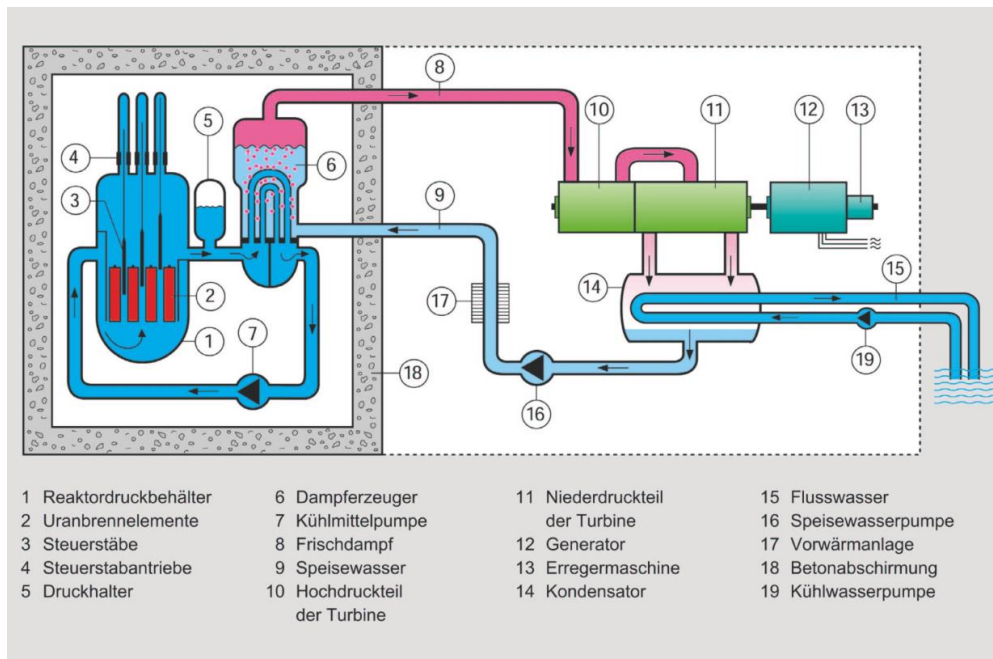 8
10
11
12
13
5
4
6
3
9
15
14
2
17
1
7
19
18
16
1 Reaktordruckbehälter
2 Uranbrennelemente
3 Steuerstäbe
4 Steuerstabantriebe
5 Druckhalter
6 Dampferzeuger
7 Kühlmittelpumpe
8 Frischdampf
9 Speisewasser
10 Hochdruckteil
der Turbine
11 Niederdruckteil
der Turbine
12 Generator
13 Erregermaschine
14 Kondensator
15 Flusswasser
16 Speisewasserpumpe
17 Vorwärmanlage
18 Betonabschirmung
19 Kühlwasserpumpe